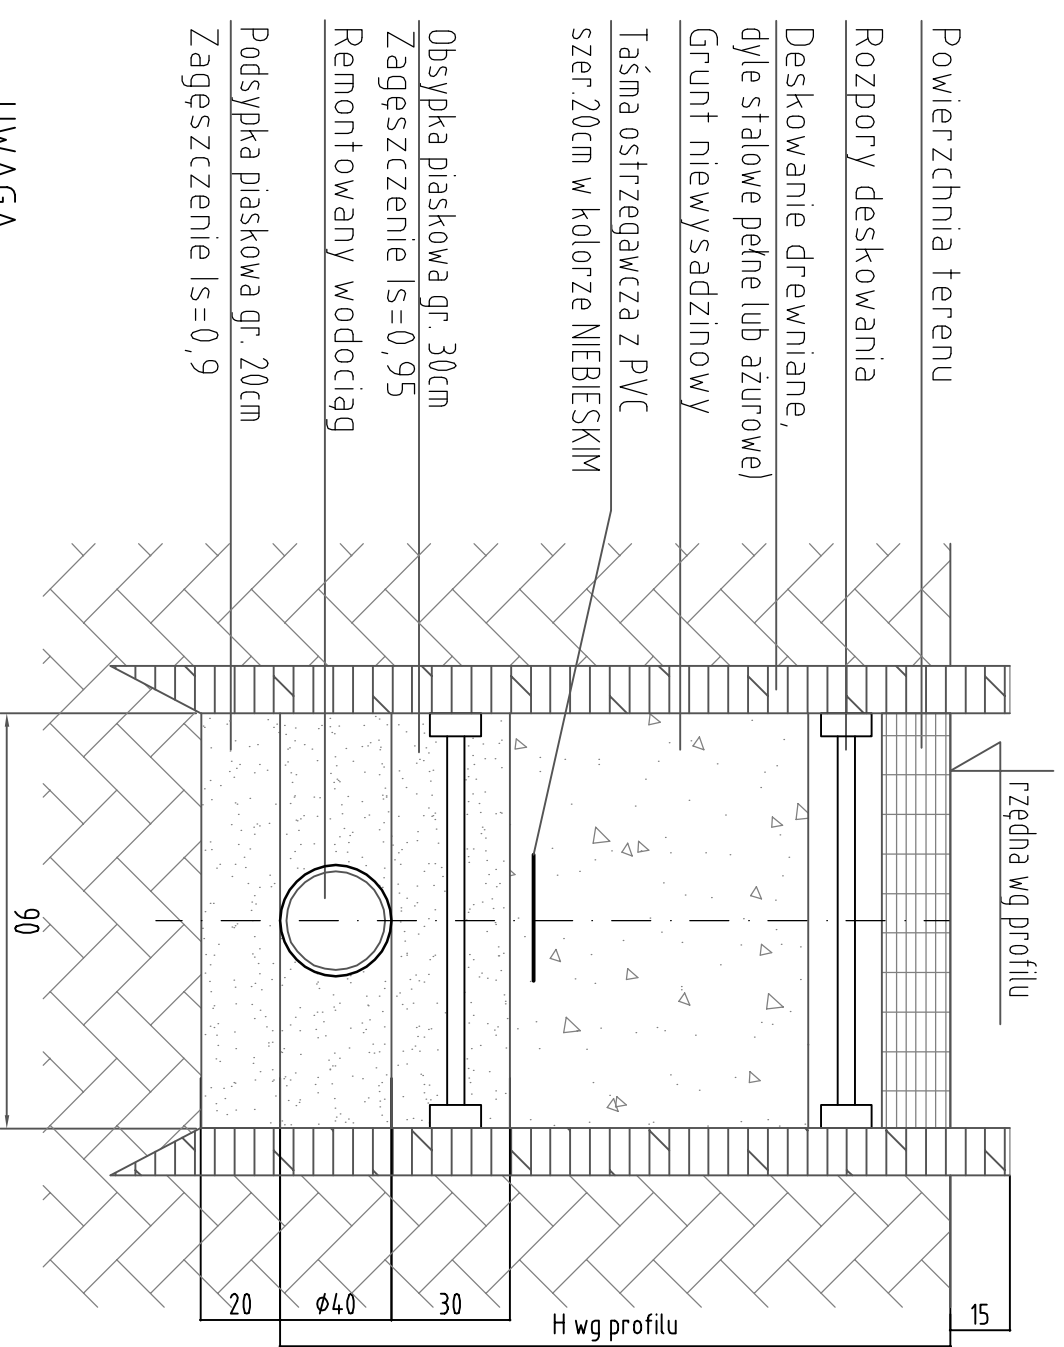 Powierzchnia terenu
Rozpory deskowania
Deskowanie drewniane,
dyle stalowe pełne lub ażurowe)
Grunt niewysadzinowy
Taśma ostrzegawcza z PVC
szer.20cm w kolorze NIEBIESKIM
Obsypka piaskowa gr. 30cm
Zagęszczenie Is=0,95
Remontowany wodociąg
Podsypka piaskowa gr. 20cm
Zagęszczenie Is=0,9
UWAGA
rzędna wg profilu
90
20
ϕ40
30
H wg profilu
15